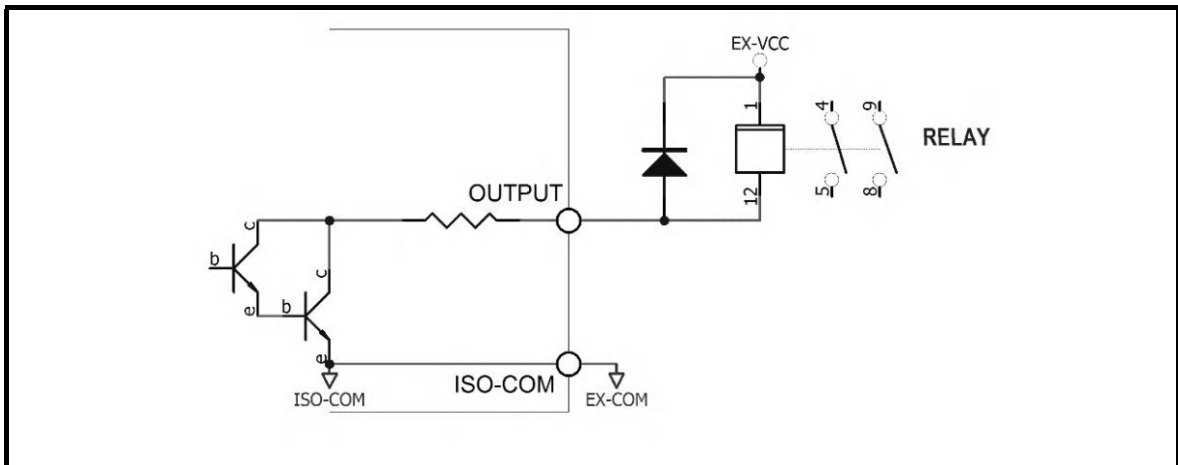 EX-VCC
1
4
9
RELAY
12
5
8
OUTPUT
c
b
c
e
b
e
ISO-COM
ISO-COM
EX-COM